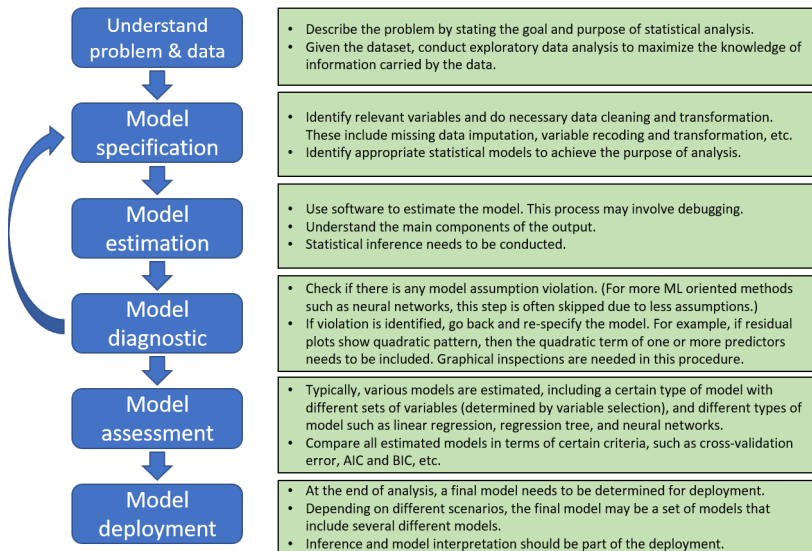 Understand
problem & data
• Describe the problem by stating the goal and purpose of statistical analysis.
• Given the dataset, conduct exploratory data analysis to maximize the knowledge of
information carried by the data.
Model
specification
• Identify relevant variables and do necessary data cleaning and transformation.
These include missing data imputation, variable recoding and transformation, etc.
• Identify appropriate statistical models to achieve the purpose of analysis.
Model
estimation
• Use software to estimate the model. This process may involve debugging.
• Understand the main components of the output.
• Statistical inference needs to be conducted.
Model
diagnostic
• Check if there is any model assumption violation. (For more ML oriented methods
such as neural networks, this step is often skipped due to less assumptions.)
• If violation is identified, go back and re-specify the model. For example, if residual
plots show quadratic pattern, then the quadratic term of one or more predictors
needs to be included. Graphical inspections are needed in this procedure.
Model
assessment
• Typically, various models are estimated, including a certain type of model with
different sets of variables (determined by variable selection), and different types of
model such as linear regression, regression tree, and neural networks.
• Compare all estimated models in terms of certain criteria, such as cross-validation
error, AIC and BIC, etc.
Model
deployment
• At the end of analysis, a final model needs to be determined for deployment.
• Depending on different scenarios, the final model may be a set of models that
include several different models.
• Inference and model interpretation should be part of the deployment.